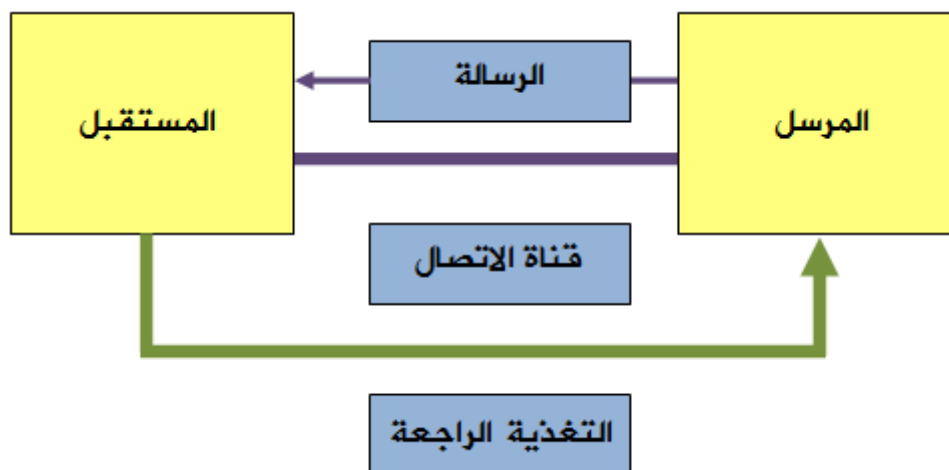 الرسالة
المرسل
المستقبل
قناة الاتصال
التغذية الراجعة